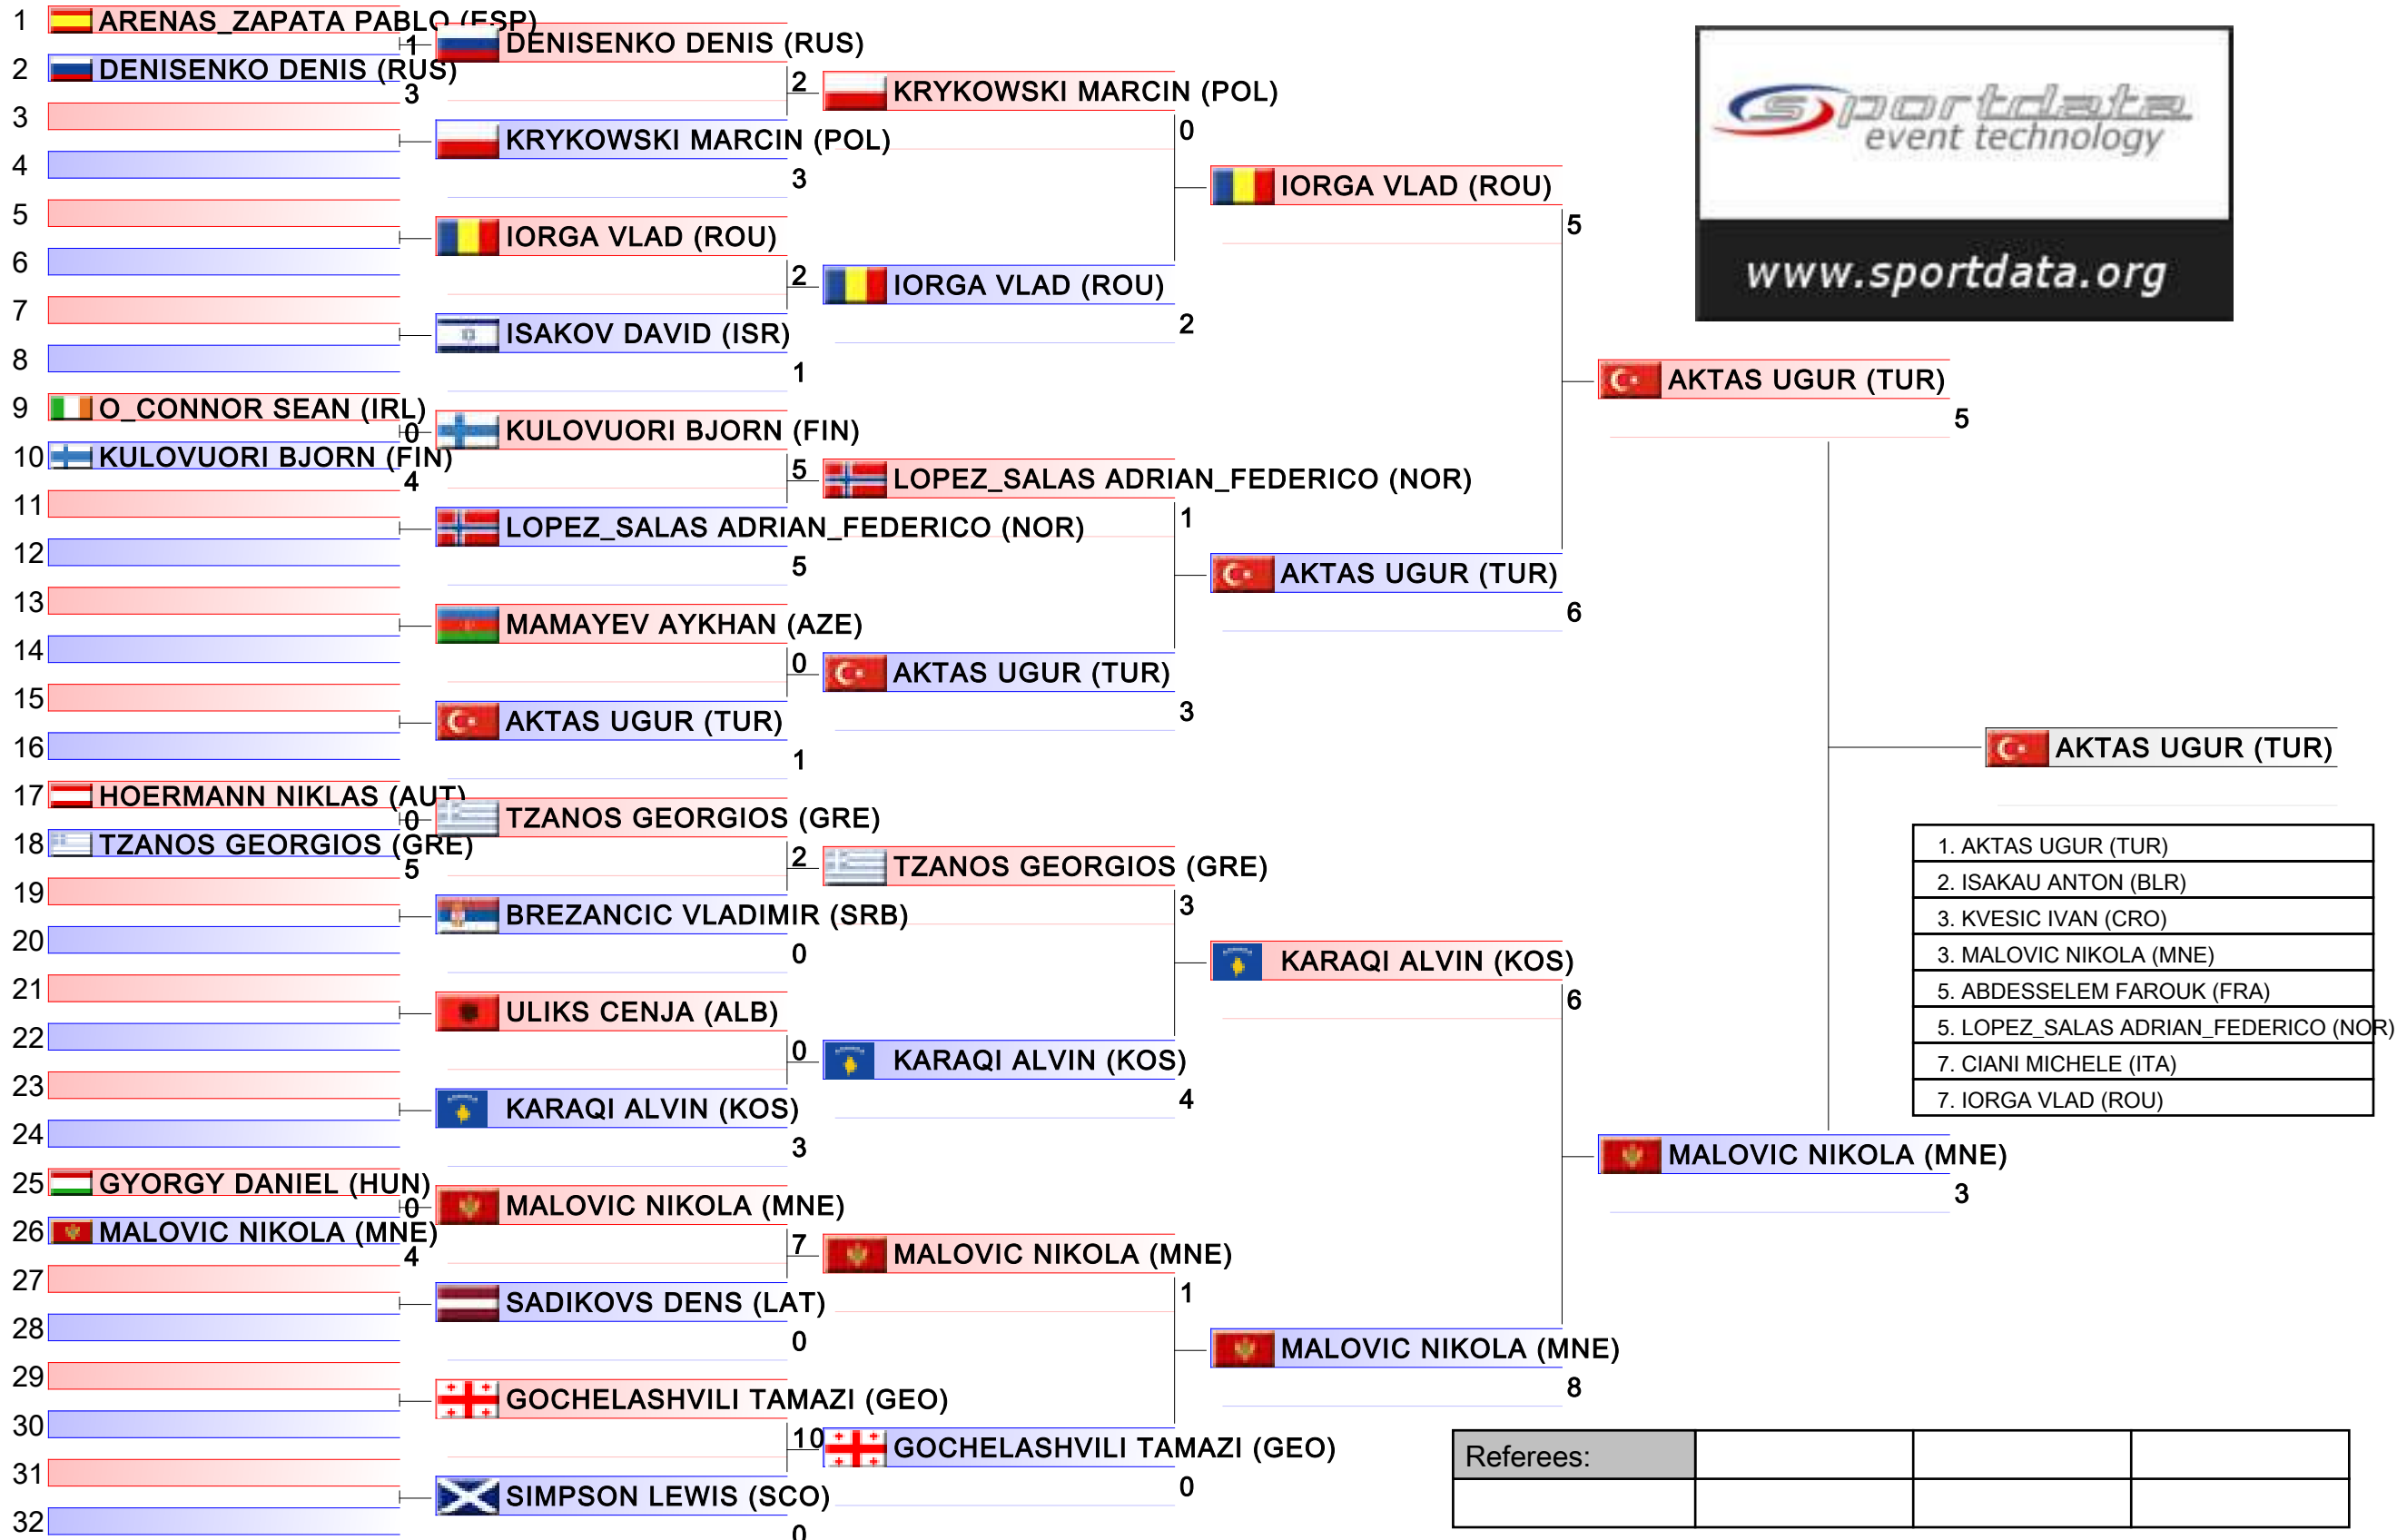 1 ARENAS_ZAPATA PABLO (ESP)
1
2 DENISENKO DENIS (RUS)
3
3
4
5
6
7
8
9 O_CONNOR SEAN (IRL)
0
10 KULOVUORI BJORN (FIN)
4
11
12
13
14
15
16
17 HOERMANN NIKLAS (AUT)
0
18 TZANOS GEORGIOS (GRE)
5
19
20
21
22
23
24
25 GYORGY DANIEL (HUN)
0
26 MALOVIC NIKOLA (MNE)
4
27
28
29
30
31
32
DENISENKO DENIS (RUS)
2
KRYKOWSKI MARCIN (POL)
3
IORGA VLAD (ROU)
2
ISAKOV DAVID (ISR)
1
KULOVUORI BJORN (FIN)
5
LOPEZ_SALAS ADRIAN_FEDERICO (NOR)
5
MAMAYEV AYKHAN (AZE)
0
AKTAS UGUR (TUR)
1
TZANOS GEORGIOS (GRE)
2
BREZANCIC VLADIMIR (SRB)
0
ULIKS CENJA (ALB)
0
KARAQI ALVIN (KOS)
3
MALOVIC NIKOLA (MNE)
7
SADIKOVS DENS (LAT)
0
GOCHELASHVILI TAMAZI (GEO)
10
SIMPSON LEWIS (SCO)
0
KRYKOWSKI MARCIN (POL)
0
IORGA VLAD (ROU)
2
LOPEZ_SALAS ADRIAN_FEDERICO (NOR)
1
AKTAS UGUR (TUR)
3
TZANOS GEORGIOS (GRE)
3
KARAQI ALVIN (KOS)
4
MALOVIC NIKOLA (MNE)
1
GOCHELASHVILI TAMAZI (GEO)
0
IORGA VLAD (ROU)
5
AKTAS UGUR (TUR)
6
KARAQI ALVIN (KOS)
6
MALOVIC NIKOLA (MNE)
8
AKTAS UGUR (TUR)
5
MALOVIC NIKOLA (MNE)
3
AKTAS UGUR (TUR)
sportdata
event technology
www.sportdata.org
1. AKTAS UGUR (TUR)
2. ISAKAU ANTON (BLR)
3. KVESIC IVAN (CRO)
3. MALOVIC NIKOLA (MNE)
5. ABDESSELEM FAROUK (FRA)
5. LOPEZ_SALAS ADRIAN_FEDERICO (NOR)
7. CIANI MICHELE (ITA)
7. IORGA VLAD (ROU)
Referees: